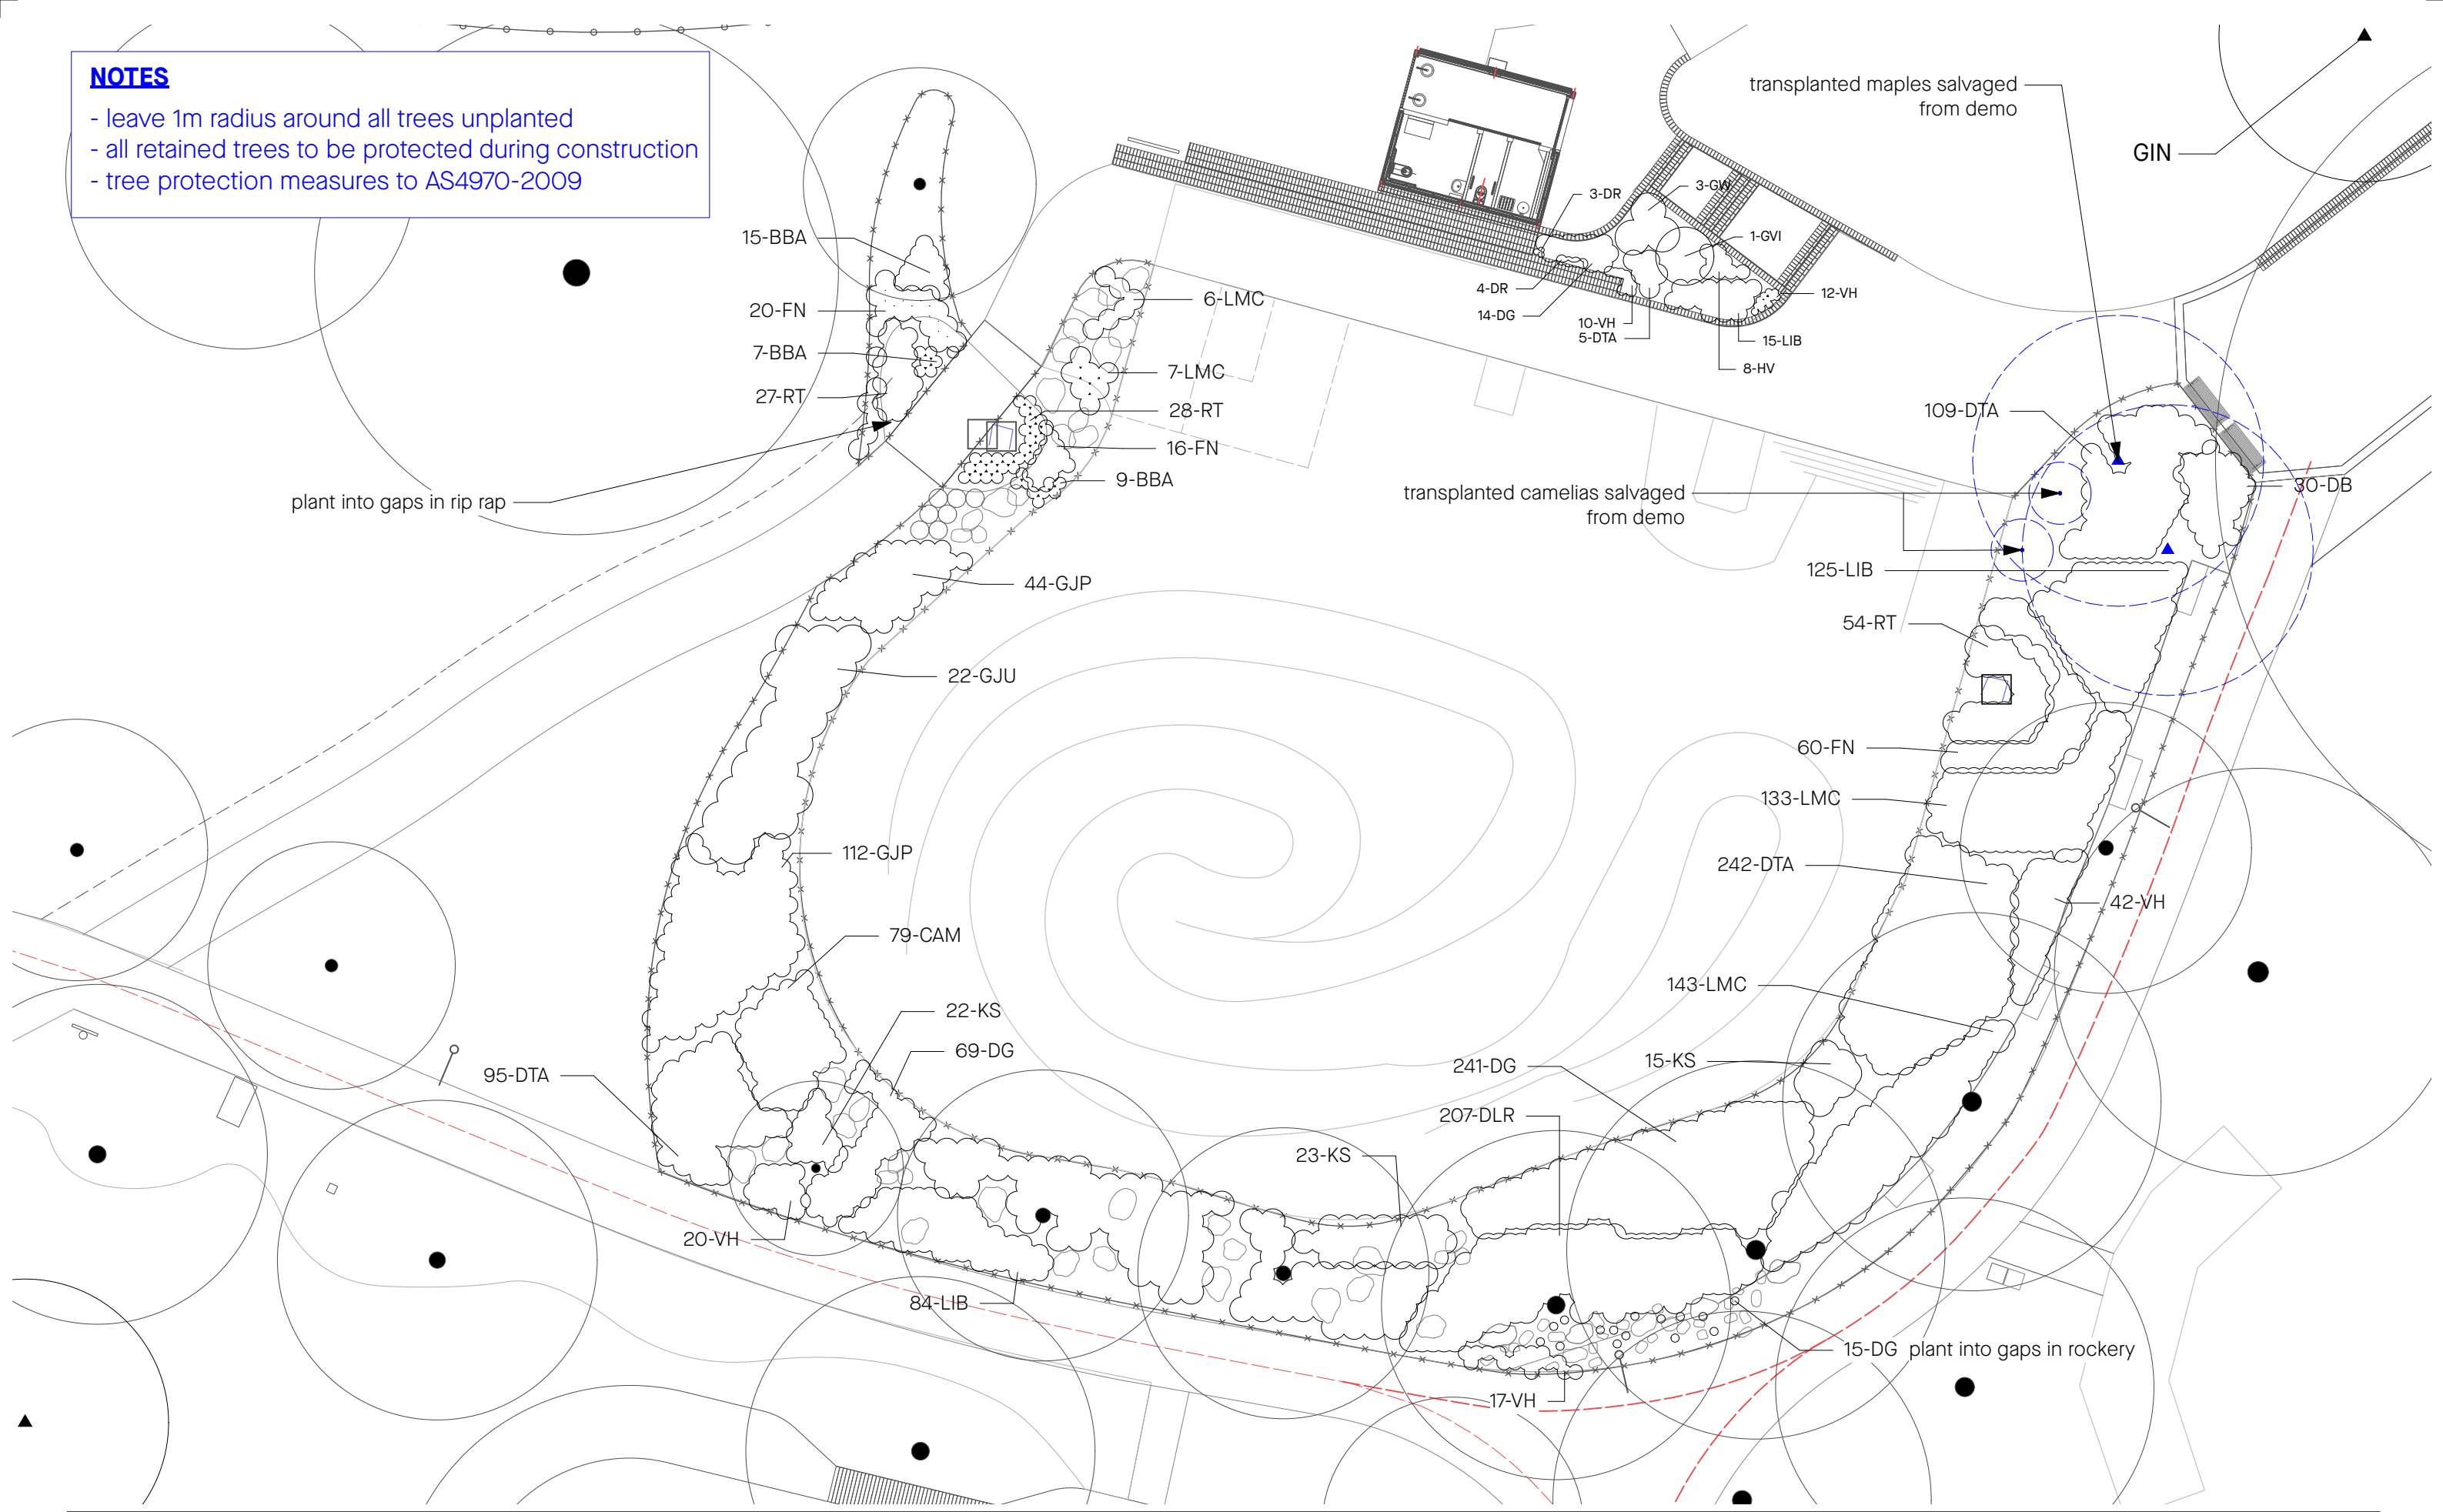 NOTES
- leave 1m radius around all trees unplanted
- all retained trees to be protected during construction
- tree protection measures to AS4970-2009
transplanted maples salvaged
from demo
GIN
3-DR
3-GW
1-GVI
4-DR
14-DG
10-VH
5-DTA
12-VH
15-LIB
8-HV
15-BBA
20-FN
7-BBA
27-RT
plant into gaps in rip rap
6-LMC
7-LMC
28-RT
16-FN
9-BBA
44-GJP
22-GJU
112-GJP
79-CAM
22-KS
69-DG
95-DTA
20-VH
84-LIB
109-DTA
30-DB
transplanted camelias salvaged
from demo
125-LIB
54-RT
60-FN
133-LMC
242-DTA
42-VH
143-LMC
15-KS
241-DG
207-DLR
23-KS
15-DG plant into gaps in rockery
17-VH